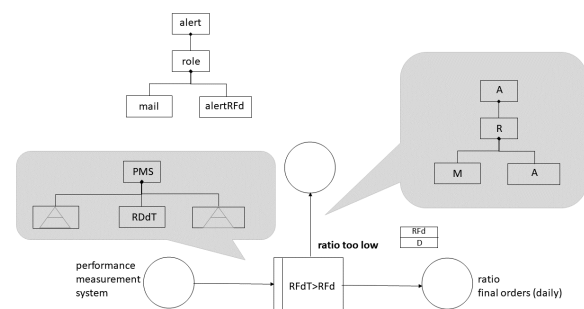 alert
role
mail
alertRFd
A
R
M
A
PMS
RDdT
ratio too low
RFd
D
performance
measurement
system
RFdT>RFd
ratio
final orders (daily)